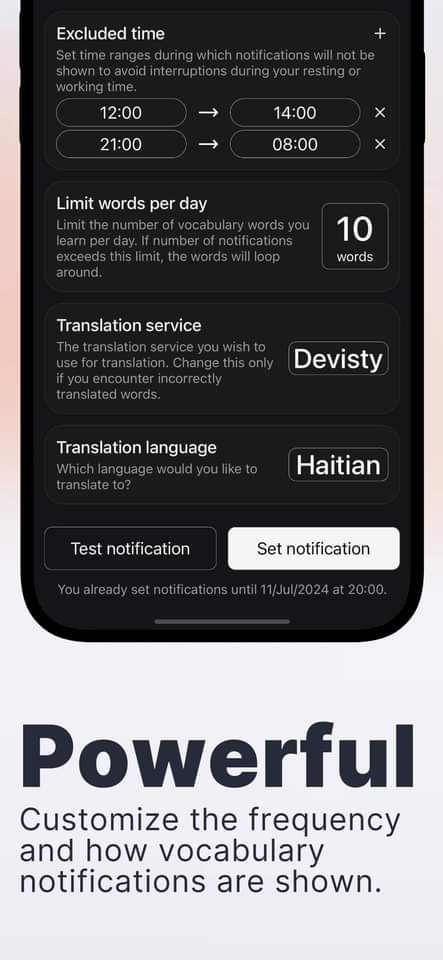 Excluded time +
Set time ranges during which notifications will not be
shown to avoid interruptions during your resting or
working time.
12:00 → 14:00 ×
21:00 → 08:00 ×
Limit words per day
Limit the number of vocabulary words you
learn per day. If number of notifications
exceeds this limit, the words will loop
around.
10
words
Translation service
The translation service you wish to
use for translation. Change this only
if you encounter incorrectly
translated words.
Devisty
Translation language
Which language would you like to
translate to?
Haitian
Test notification Set notification
You already set notifications until 11/Jul/2024 at 20:00.
Powerful
Customize the frequency
and how vocabulary
notifications are shown.